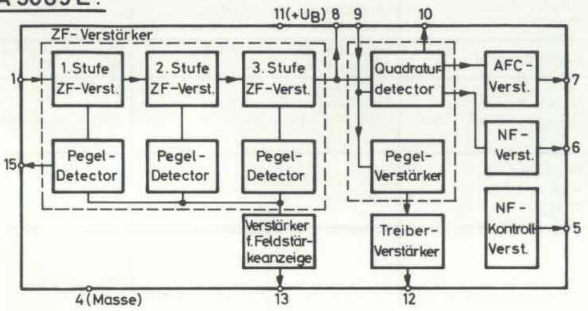 A 3089 E:
11(+UB) 8 9 10
ZF-Verstärker
1
1. Stufe
ZF-Verst.
2. Stufe
ZF-Verst.
3. Stufe
ZF-Verst.
Quadratur-
detector
AFC-
Verst.
7
15
Pegel-
Detector
Pegel-
Detector
Pegel-
Detector
Pegel-
Verstärker
NF-
Verst.
6
Verstärker
f. Feldstär-
keanzeige
Treiber-
Verstärker
NF-
Kontroll-
Verst.
5
4 (Masse) 13 12